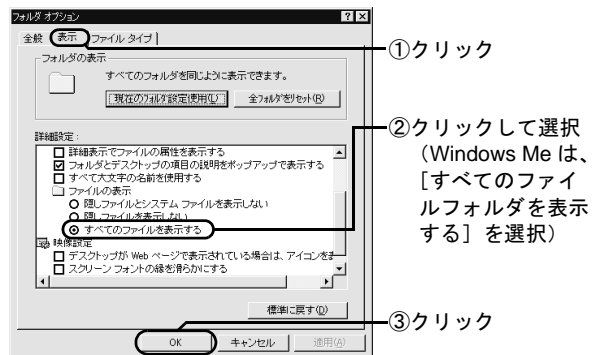 フォルダ オプション
全般 表示 ファイル タイプ
フォルダの表示
すべてのフォルダを同じように表示できます。
現在のフォルダ設定使用(L) 全フォルダをリセット(R)
詳細設定:
詳細表示でファイルの属性を表示する
フォルダとデスクトップの項目の説明をポップアップで表示する
すべて大文字の名前を使用する
ファイルの表示
隠しファイルとシステム ファイルを表示しない
隠しファイルを表示しない
すべてのファイルを表示する
映像設定
デスクトップが Web ページで表示されている場合は、アイコンをま
スクリーン フォントの縁を滑らかにする
標準に戻す(D)
OK キャンセル 適用(A)
①クリック
②クリックして選択
(Windows Me は、
[すべてのファイ
ルフォルダを表示
する] を選択)
③クリック